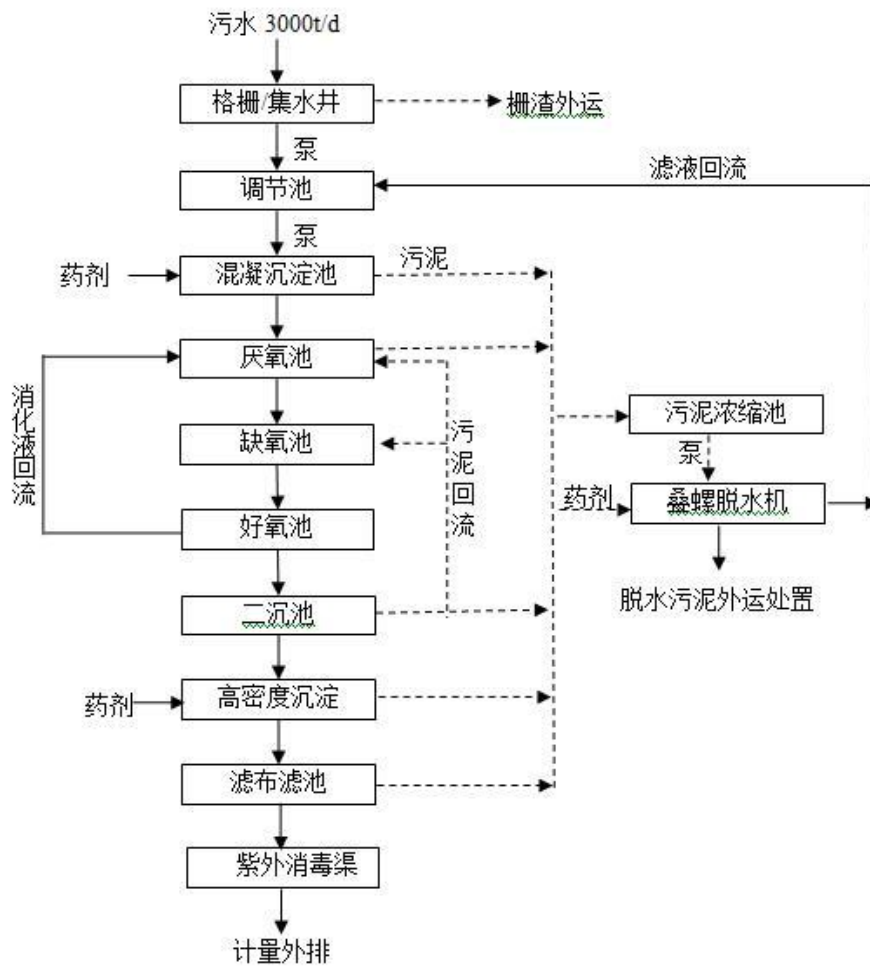 污水 3000t/d
格栅/集水井
栅渣外运
泵
滤液回流
调节池
泵
药剂
混凝沉淀池
污泥
厌氧池
消化液回流
污泥回流
缺氧池
污泥浓缩池
泵
药剂
叠螺脱水机
好氧池
脱水污泥外运处置
二沉池
药剂
高密度沉淀
滤布滤池
紫外消毒渠
计量外排